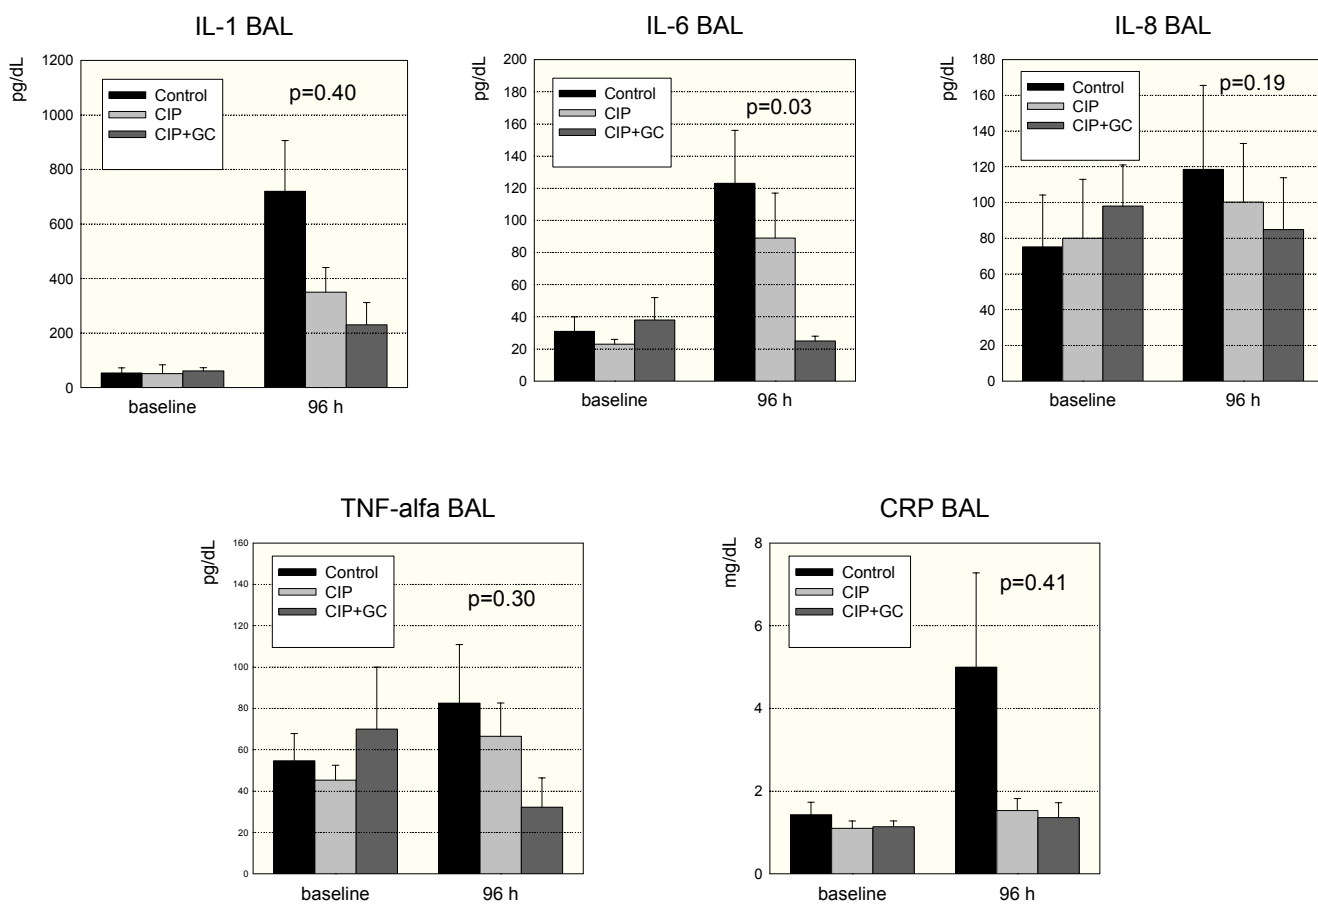 IL-1 BAL
pg/dL
1200
1000
800
600
400
200
0
Control
CIP
CIP+GC
p=0.40
baseline
96 h
IL-6 BAL
pg/dL
200
180
160
140
120
100
80
60
40
20
0
Control
CIP
CIP+GC
p=0.03
baseline
96 h
IL-8 BAL
pg/dL
180
160
140
120
100
80
60
40
20
0
Control
CIP
CIP+GC
p=0.19
baseline
96 h
TNF-alfa BAL
pg/dL
160
140
120
100
80
60
40
20
0
Control
CIP
CIP+GC
p=0.30
baseline
96 h
CRP BAL
mg/dL
8
6
4
2
0
Control
CIP
CIP+GC
p=0.41
baseline
96 h